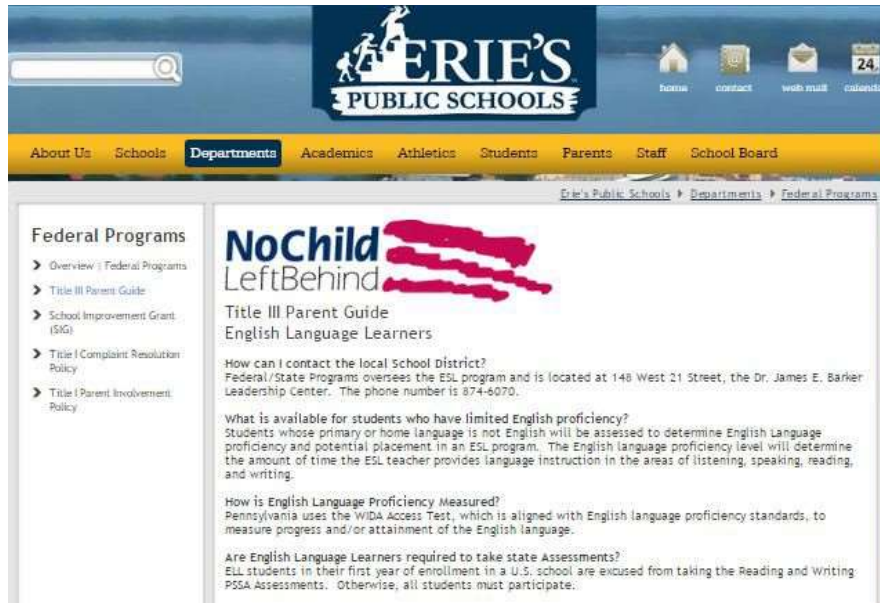 ERIE'S
PUBLIC SCHOOLS
home contact web mail
24
About Us Schools Departments Academics Athletics Students Parents Staff School Board
Erie's Public Schools Departments Federal Programs
Federal Programs
Overview | Federal Programs
Title III Parent Guide
School Improvement Grant
(SIG)
Title I Complaint Resolution
Policy
Title I Parent Involvement
Policy
NoChild
LeftBehind
Title III Parent Guide
English Language Learners
How can I contact the local School District?
Federal/State Programs oversees the ESL program and is located at 148 West 21 Street, the Dr. James E. Barker
Leadership Center. The phone number is 874-6070.
What is available for students who have limited English proficiency?
Students whose primary or home language is not English will be assessed to determine English Language
proficiency and potential placement in an ESL program. The English language proficiency level will determine
the amount of time the ESL teacher provides language instruction in the areas of listening, speaking, reading,
and writing.
How is English Language Proficiency Measured?
Pennsylvania uses the WIDA Access Test, which is aligned with English language proficiency standards, to
measure progress and/or attainment of the English language.
Are English Language Learners required to take state Assessments?
ELL students in their first year of enrollment in a U.S. school are excused from taking the Reading and Writing
PSSA Assessments. Otherwise, all students must participate.